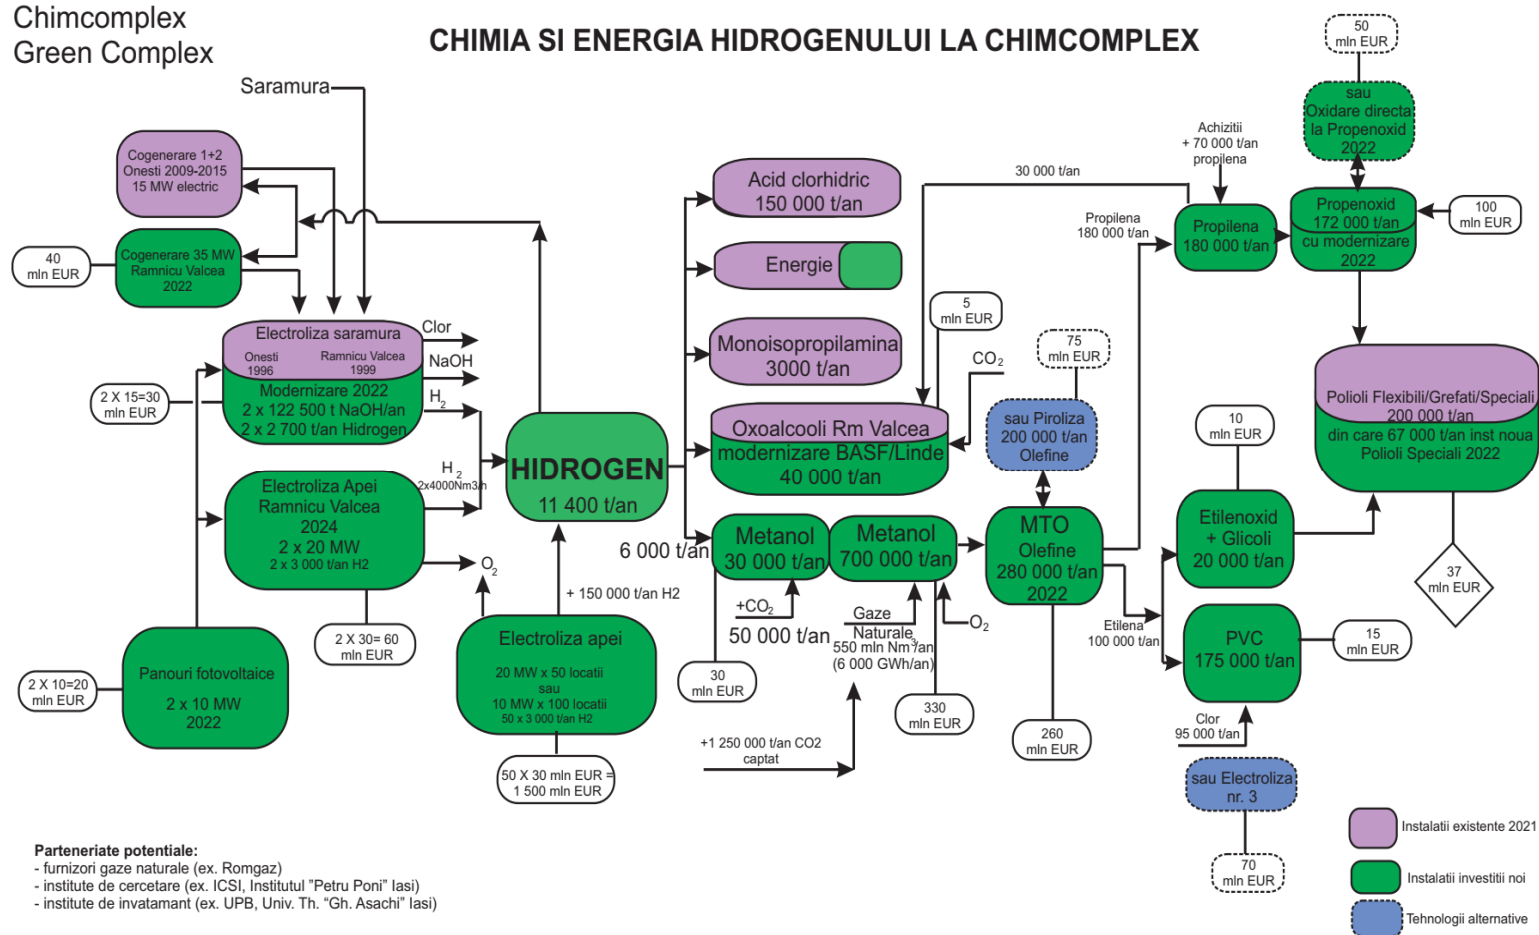 Chimcomplex
Green Complex
CHIMIA SI ENERGIA HIDROGENULUI LA CHIMCOMPLEX
Saramura
Cogenerare 1+2
Onesti 2009-2015
15 MW electric
40
mln EUR
Cogenerare 35 MW
Ramnicu Valcea
2022
Electroliza saramura
Onesti
1996
Ramnicu Valcea
1999
Modernizare 2022
2 x 122 500 t NaOH/an
2 x 2 700 t/an Hidrogen
2 X 15=30
mln EUR
Clor
NaOH
H2
Electroliza Apei
Ramnicu Valcea
2024
2 x 20 MW
2 x 3 000 t/an H2
H2
2x4000Nm3/h
O2
2 X 30= 60
mln EUR
Panouri fotovoltaice
2 x 10 MW
2022
2 X 10=20
mln EUR
HIDROGEN
11 400 t/an
+ 150 000 t/an H2
Electroliza apei
20 MW x 50 locatii
sau
10 MW x 100 locatii
50 x 3 000 t/an H2
50 X 30 mln EUR =
1 500 mln EUR
Acid clorhidric
150 000 t/an
Energie
Monoisopropilamina
3000 t/an
5
mln EUR
Oxoalcooli Rm Valcea
modernizare BASF/Linde
40 000 t/an
CO2
6 000 t/an
Metanol
30 000 t/an
Metanol
700 000 t/an
+CO2
50 000 t/an
30
mln EUR
Gaze
Naturale
550 mln Nm3/an
(6 000 GWh/an)
O2
330
mln EUR
+1 250 000 t/an CO2
captat
75
mln EUR
sau Piroliza
200 000 t/an
Olefine
MTO
Olefine
280 000 t/an
2022
260
mln EUR
30 000 t/an
Propilena
180 000 t/an
Achizitii
+ 70 000 t/an
propilena
Propilena
180 000 t/an
50
mln EUR
sau
Oxidare directa
la Propenoxid
2022
Propenoxid
172 000 t/an
cu modernizare
2022
100
mln EUR
Polioli Flexibili/Grefati/Speciali
200 000 t/an
din care 67 000 t/an inst noua
Polioli Speciali 2022
37
mln EUR
10
mln EUR
Etilenoxid
+ Glicoli
20 000 t/an
Etilena
100 000 t/an
PVC
175 000 t/an
15
mln EUR
Clor
95 000 t/an
sau Electroliza
nr. 3
70
mln EUR
Instalatii existente 2021
Instalatii investitii noi
Tehnologii alternative
Parteneriate potentiale:
- furnizori gaze naturale (ex. Romgaz)
- institute de cercetare (ex. ICSI, Institutul "Petru Poni" Iasi)
- institute de invatamant (ex. UPB, Univ. Th. "Gh. Asachi" Iasi)